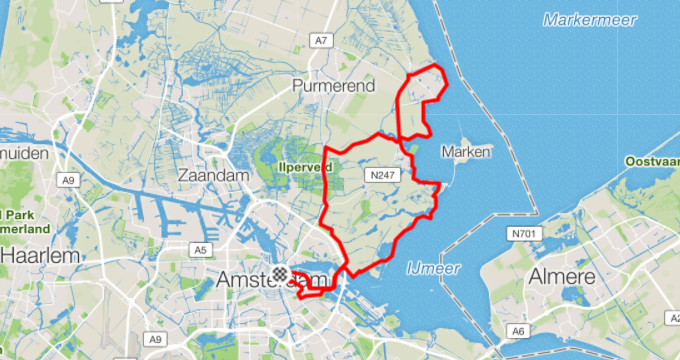 Markermeer
A7
Purmerend
muiden
Marken
Ilperveld
Oostvaar
Zaandam
N247
A9
d Park
merland
N701
A5
Haarlem
IJmeer
Almere
Amsterdam
A2
A6
A9